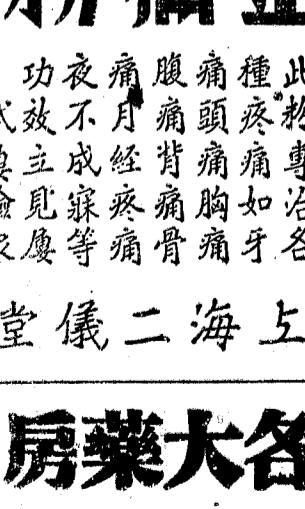 此粉專治各
種疼痛如牙
痛頭痛胸痛
腹痛背痛骨
痛月經疼痛
夜不成寐等
功效立見屢
上海二儀堂
各大藥房